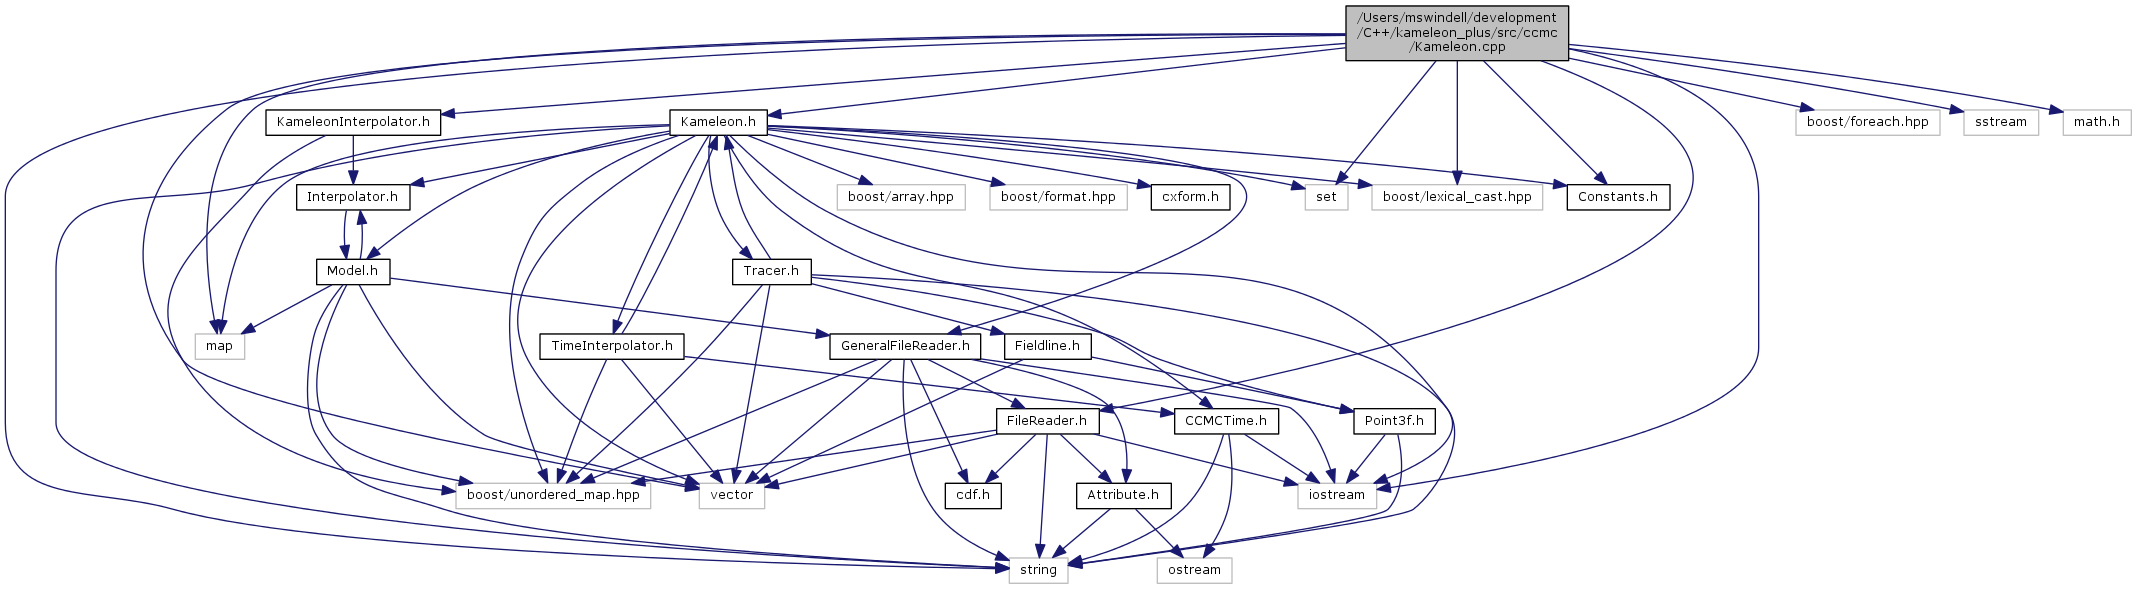 /Users/mswindell/development
/C++/kameleon_plus/src/ccmc
/Kameleon.cpp
KameleonInterpolator.h
Kameleon.h
boost/foreach.hpp
sstream
math.h
Interpolator.h
boost/array.hpp
boost/format.hpp
cxform.h
set
boost/lexical_cast.hpp
Constants.h
Model.h
Tracer.h
map
TimeInterpolator.h
GeneralFileReader.h
Fieldline.h
FileReader.h
CCMCTime.h
Point3f.h
boost/unordered_map.hpp
vector
cdf.h
Attribute.h
iostream
string
ostream